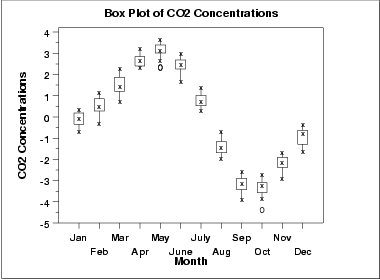 Box Plot of CO2 Concentrations
CO2 Concentrations
4
3
2
1
0
-1
-2
-3
-4
-5
Jan Mar May July Sep Nov
Feb Apr June Aug Oct Dec
Month